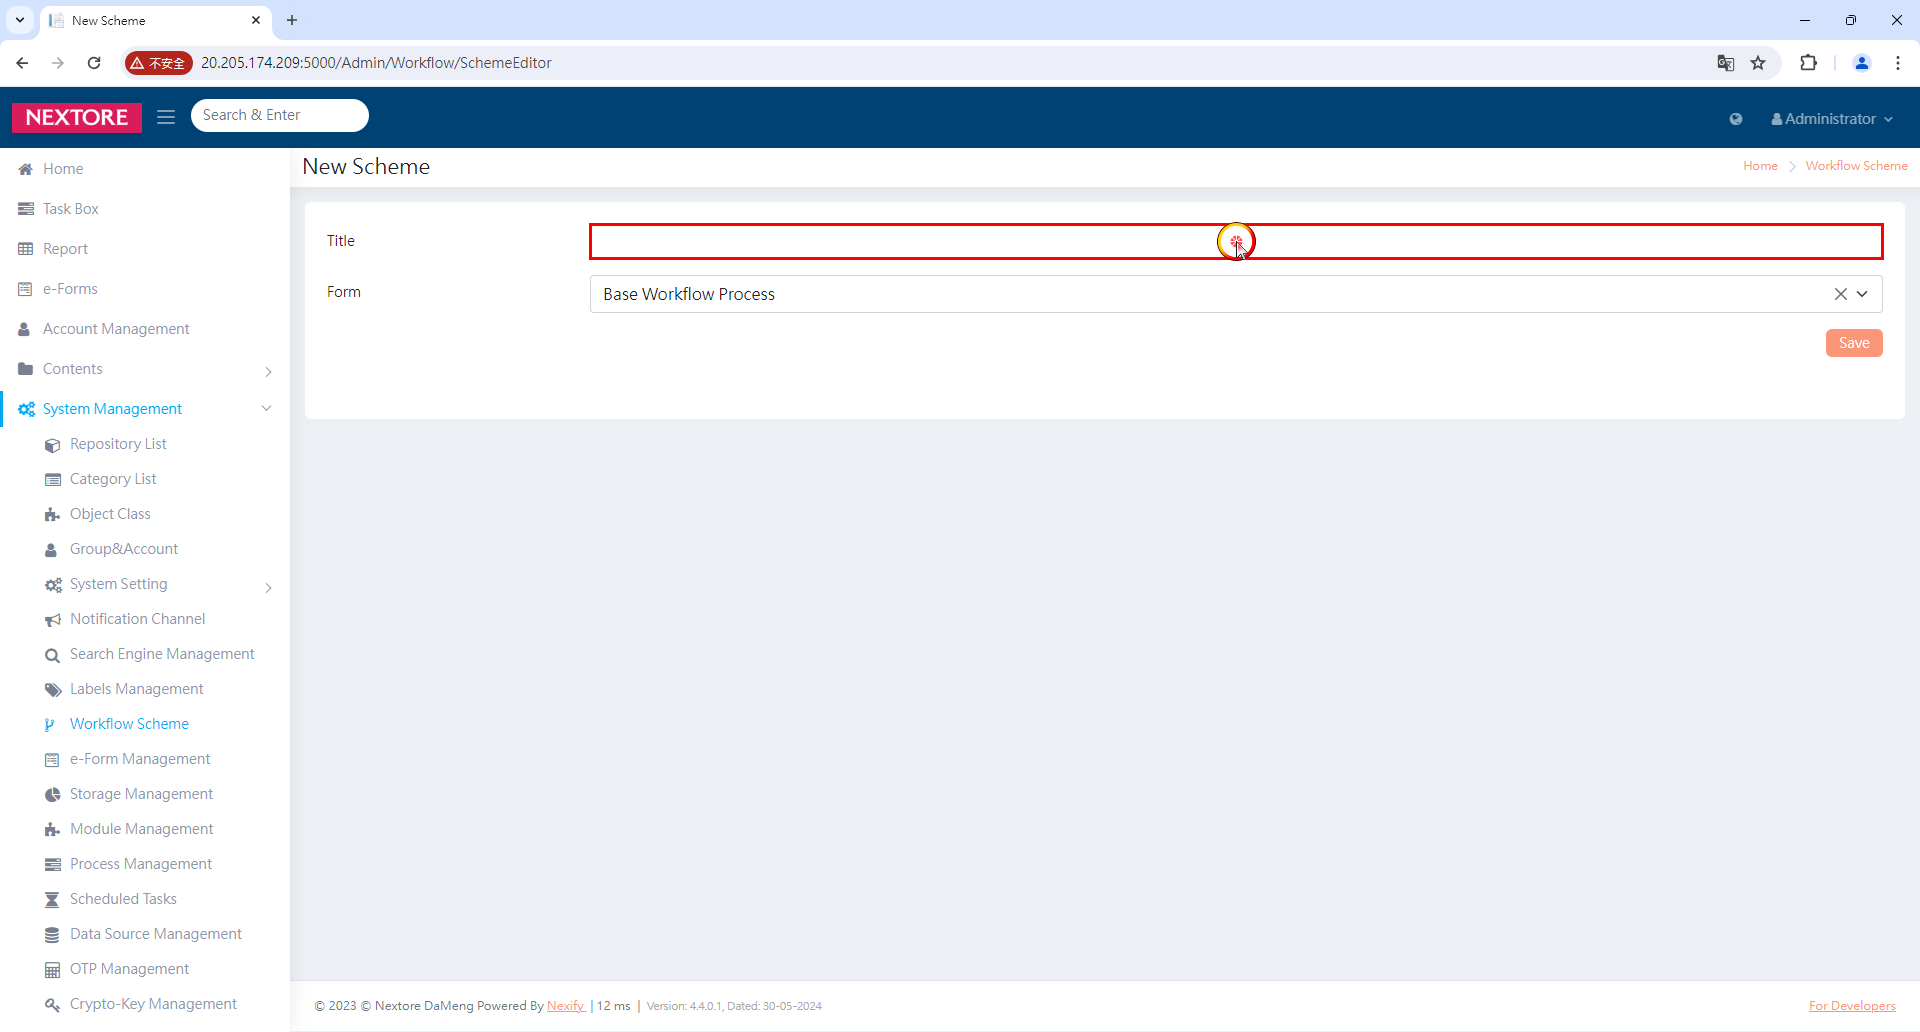 New Scheme
不安全
20.205.174.209:5000/Admin/Workflow/SchemeEditor
NEXTORE
Search & Enter
Administrator
Home
Task Box
Report
e-Forms
Account Management
Contents
System Management
Repository List
Category List
Object Class
Group&Account
System Setting
Notification Channel
Search Engine Management
Labels Management
Workflow Scheme
e-Form Management
Storage Management
Module Management
Process Management
Scheduled Tasks
Data Source Management
OTP Management
Crypto-Key Management
New Scheme
Home
Workflow Scheme
Title
Form
Base Workflow Process
Save
© 2023 © Nextore DaMeng Powered By Nexify | 12 ms | Version: 4.4.0.1, Dated: 30-05-2024
For Developers